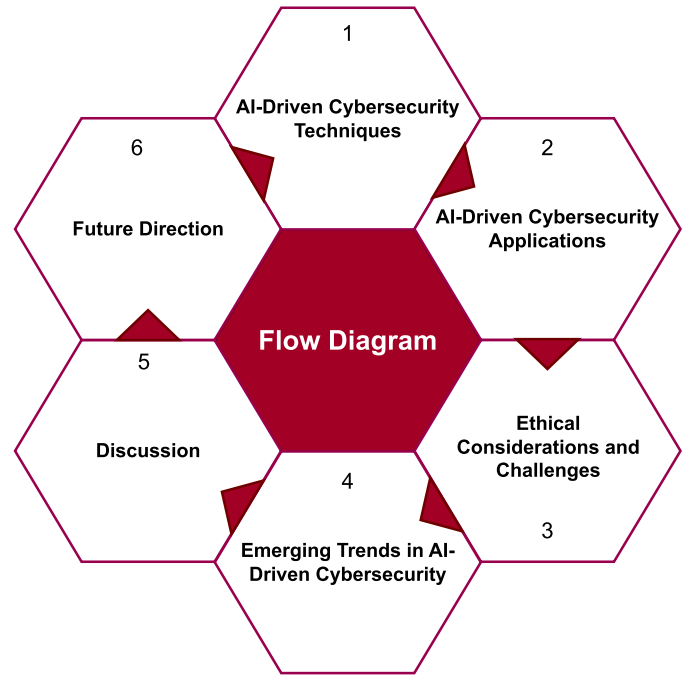 1
AI-Driven Cybersecurity
Techniques
2
AI-Driven Cybersecurity
Applications
Ethical
Considerations and
Challenges
3
4
Emerging Trends in AI-
Driven Cybersecurity
5
Discussion
6
Future Direction
Flow Diagram